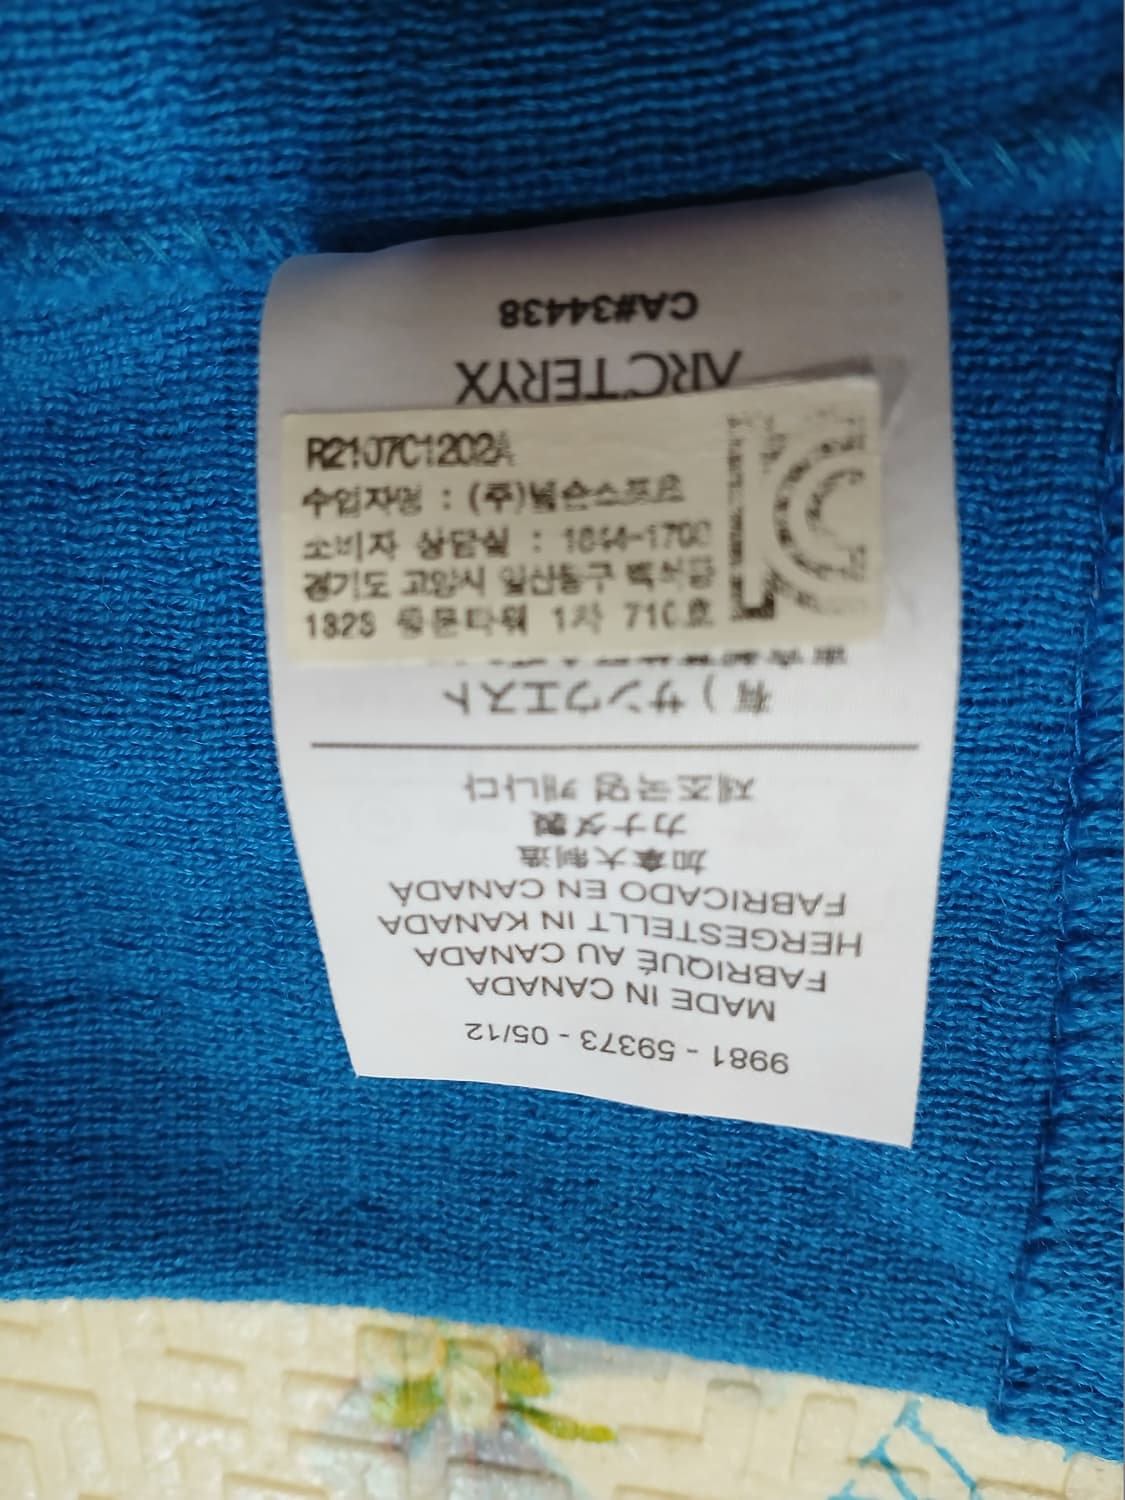 CA#34438
ARC'TERYX
R2107C1202A
수입자명 : (주)넬슨스포츠
소비자 상담실 : 1644-1700
경기도 고양시 일산동구 백석동
1323 동문타워 1차 710호
有 ) サンウエスト
제조국명 캐나다
カナダ製
加拿大制造
FABRICADO EN CANADÁ
HERGESTELLT IN KANADA
FABRIQUÉ AU CANADA
MADE IN CANADA
9981 - 59373 - 05/12